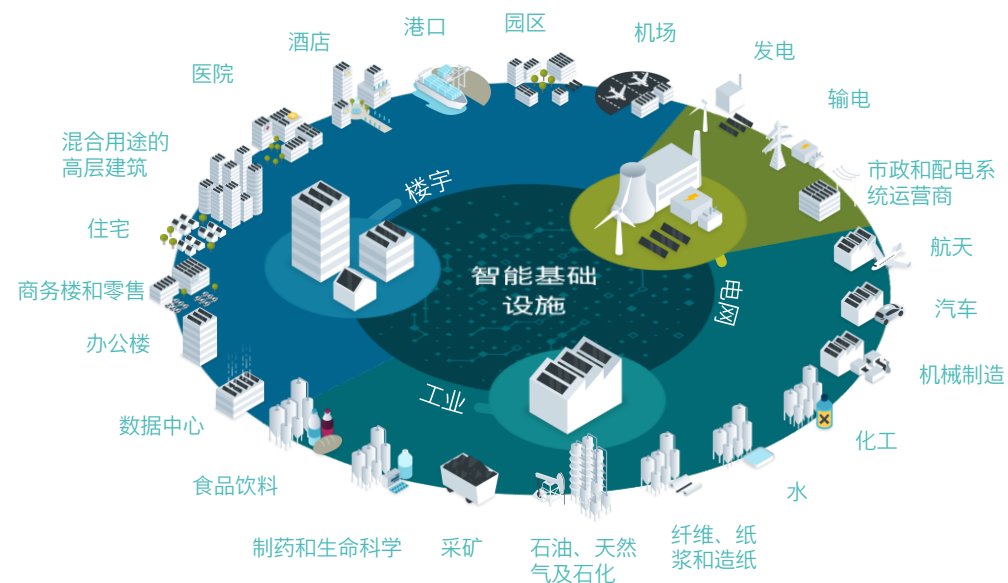 港口
园区
机场
酒店
发电
医院
输电
混合用途的
高层建筑
市政和配电系
统运营商
楼宇
住宅
航天
智能基础
设施
商务楼和零售
电网
汽车
办公楼
机械制造
工业
数据中心
化工
食品饮料
水
制药和生命科学
采矿
石油、天然
气及石化
纤维、纸
浆和造纸